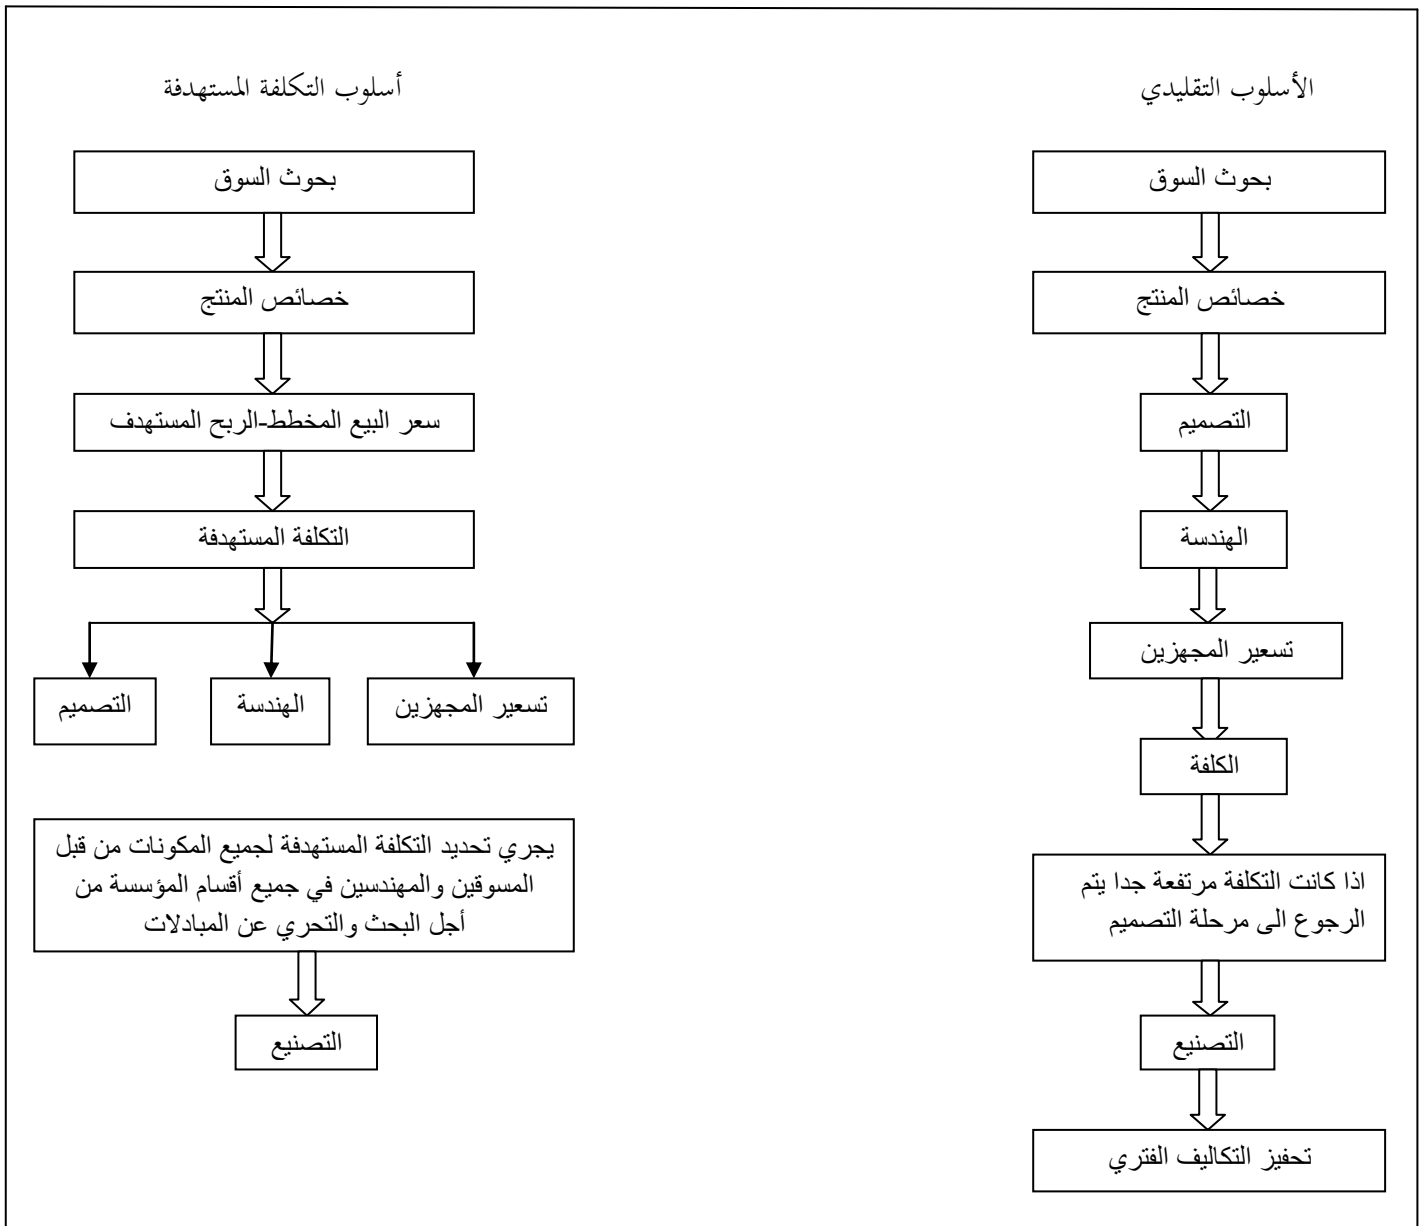 الأسلوب التقليدي
بحوث السوق
خصائص المنتج
التصميم
الهندسة
تسعير المجهزين
الكلفة
اذا كانت التكلفة مرتفعة جدا يتم
الرجوع الى مرحلة التصميم
التصنيع
تحفيز التكاليف الفتري
أسلوب التكلفة المستهدفة
بحوث السوق
خصائص المنتج
سعر البيع المخطط-الربح المستهدف
التكلفة المستهدفة
تسعير المجهزين
الهندسة
التصميم
يجري تحديد التكلفة المستهدفة لجميع المكونات من قبل
المسوقين والمهندسين في جميع أقسام المؤسسة من
أجل البحث والتحري عن المبادلات
التصنيع